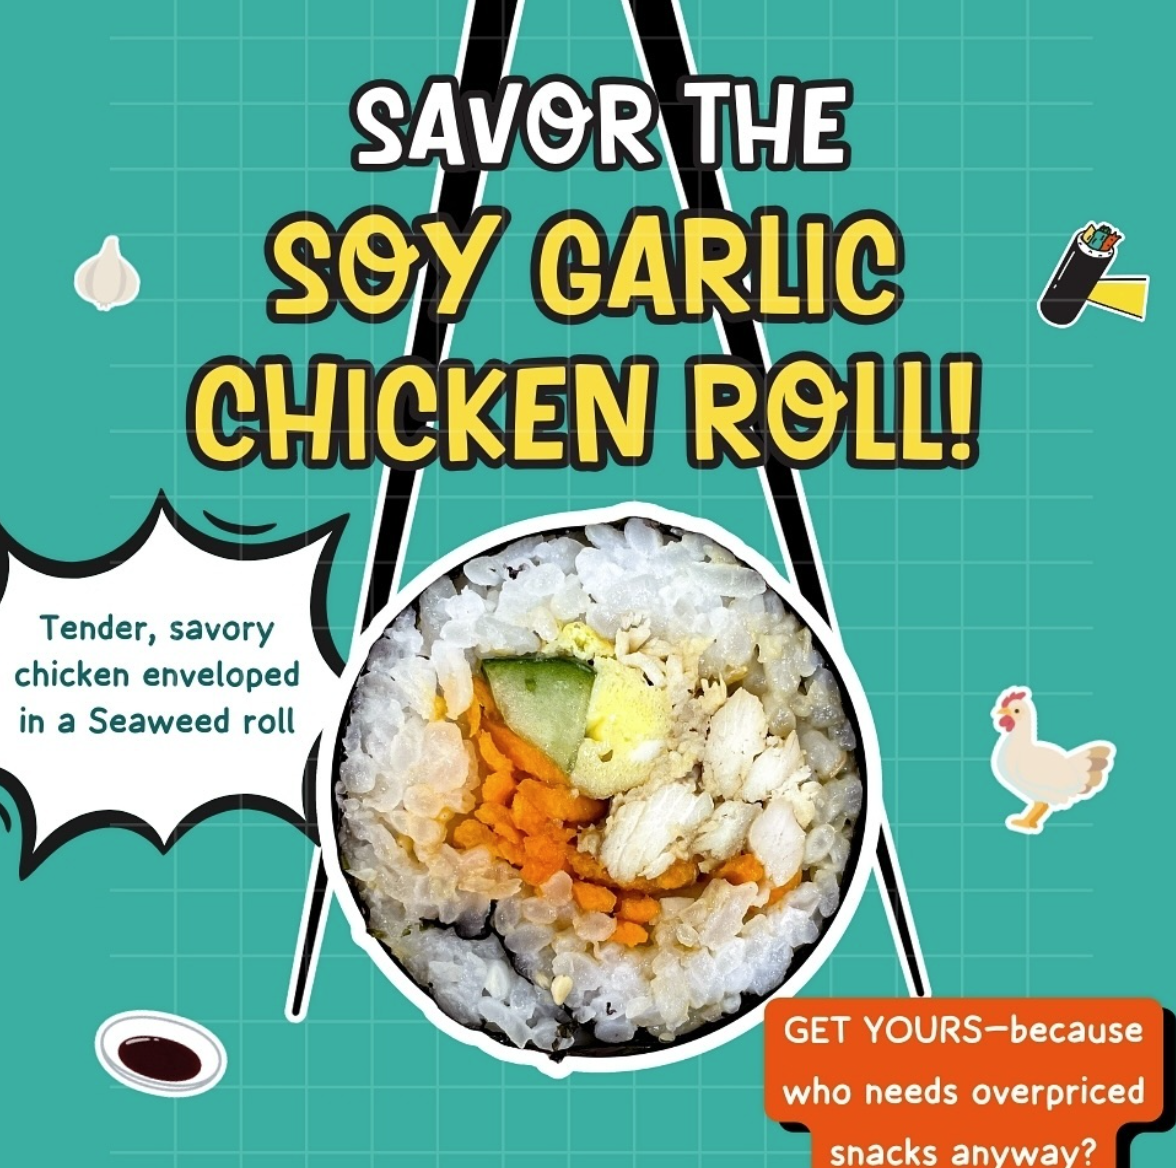 SAVOR THE
SOY GARLIC
CHICKEN ROLL!
Tender, savory
chicken enveloped
in a Seaweed roll
GET YOURS—because
who needs overpriced
snacks anyway?